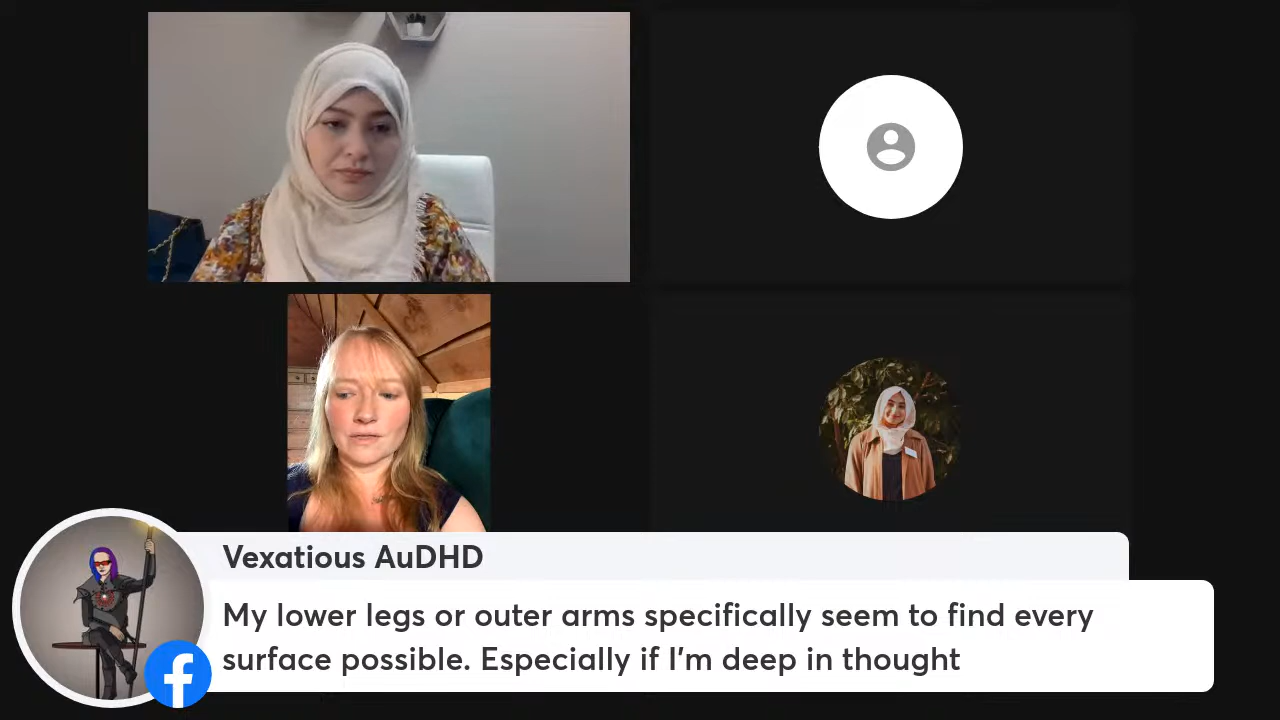 Vexatious AuDHD
My lower legs or outer arms specifically seem to find every
surface possible. Especially if I'm deep in thought